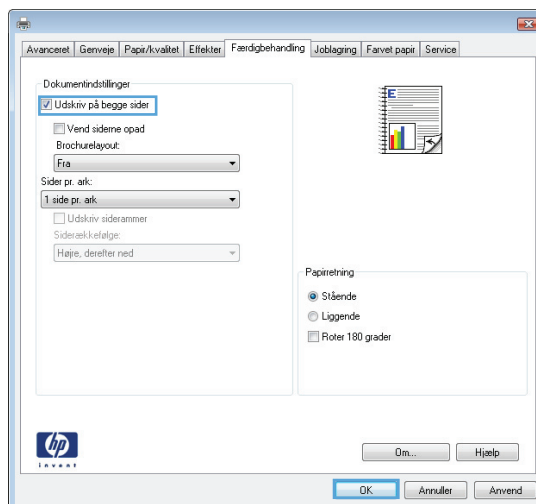 Avanceret Genveje Papir/kvalitet Effekter Færdigbehandling Joblagring Farvet papir Service
Dokumentindstillinger
Udskriv på begge sider
Vend siderne opad
Brochurelayout:
Fra
Sider pr. ark:
1 side pr. ark
Udskriv siderammer
Siderækkefølge:
Højre, derefter ned
E
Papirretning
Stående
Liggende
Roter 180 grader
hp
invent
Om... Hjælp
OK Annuller Anvend